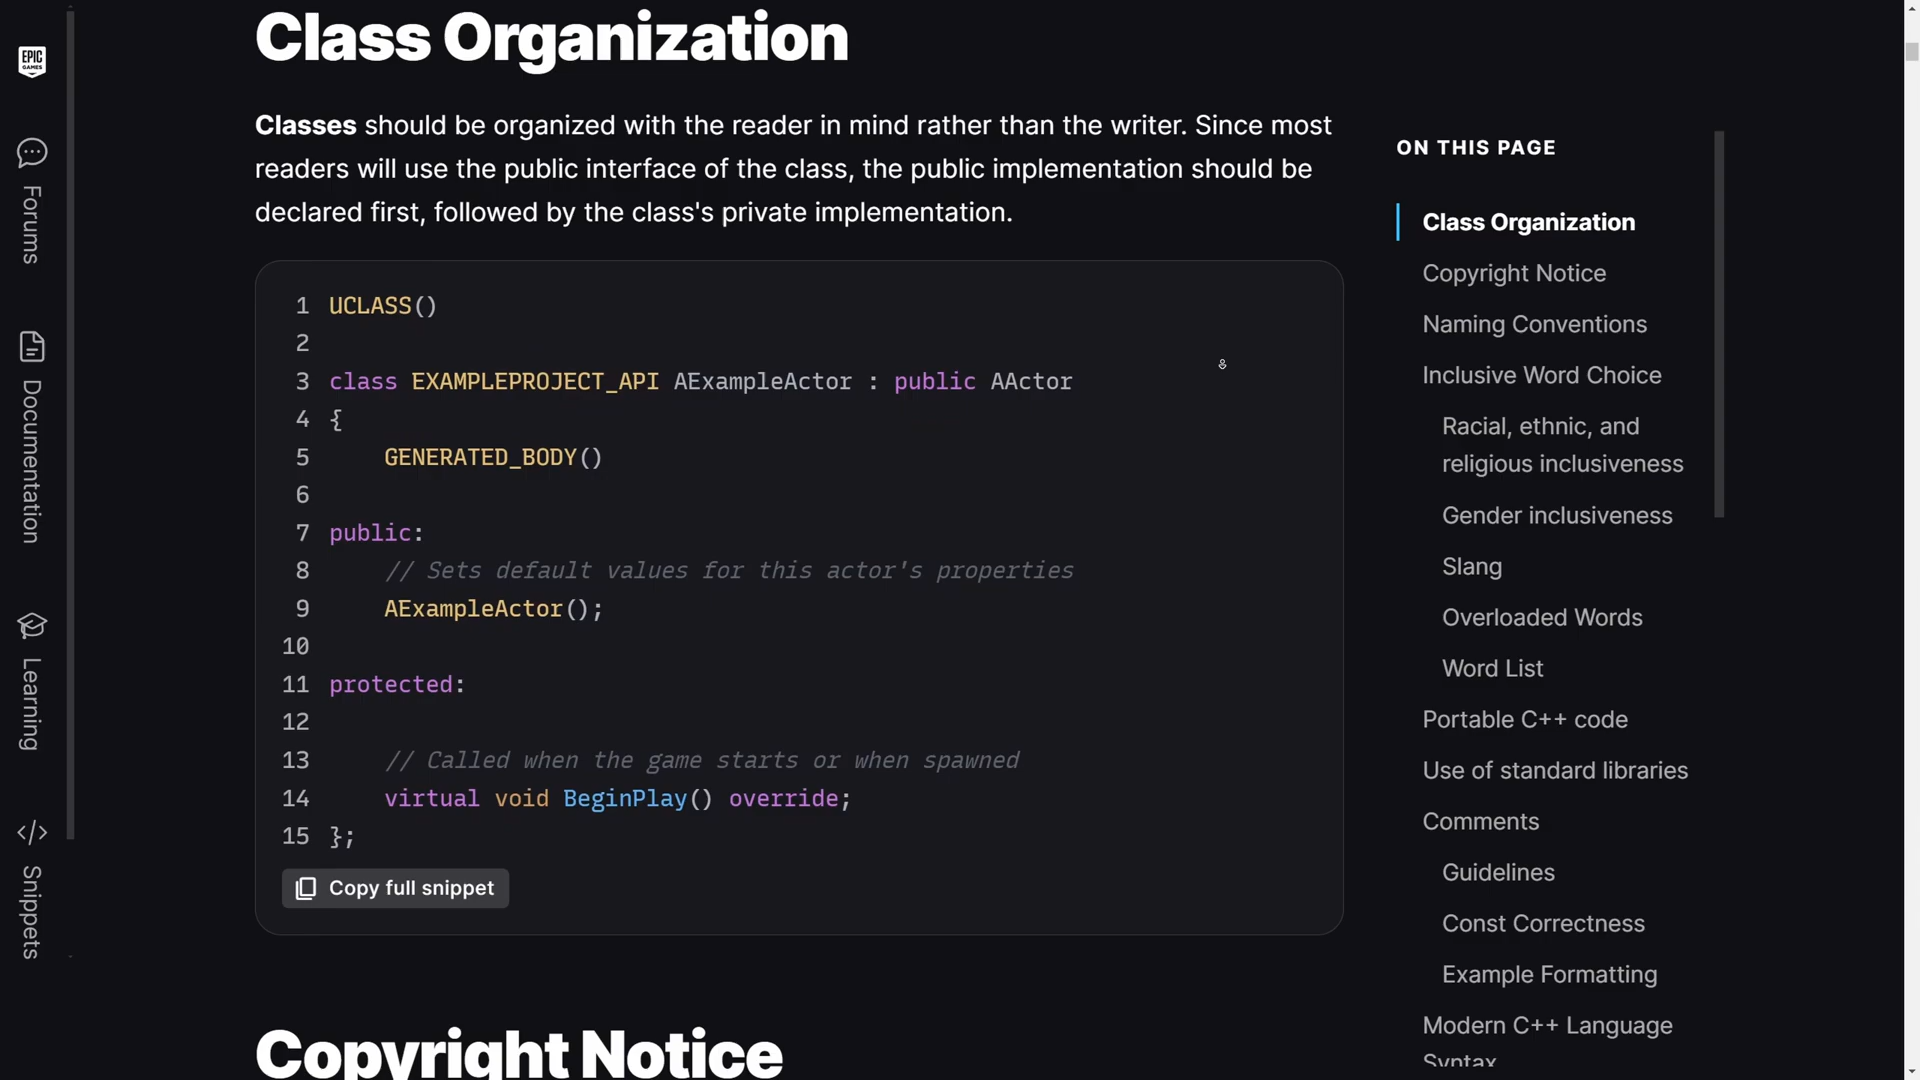 EPIC
GAMES
Forums
Documentation
Learning
Snippets
Class Organization
Classes should be organized with the reader in mind rather than the writer. Since most
readers will use the public interface of the class, the public implementation should be
declared first, followed by the class's private implementation.
1 UCLASS()
2
3 class EXAMPLEPROJECT_API AExampleActor : public AActor
4 {
5     GENERATED_BODY()
6
7 public:
8     // Sets default values for this actor's properties
9     AExampleActor();
10
11 protected:
12
13     // Called when the game starts or when spawned
14     virtual void BeginPlay() override;
15 };
Copy full snippet
Copyright Notice
ON THIS PAGE
Class Organization
Copyright Notice
Naming Conventions
Inclusive Word Choice
Racial, ethnic, and
religious inclusiveness
Gender inclusiveness
Slang
Overloaded Words
Word List
Portable C++ code
Use of standard libraries
Comments
Guidelines
Const Correctness
Example Formatting
Modern C++ Language
Syntax